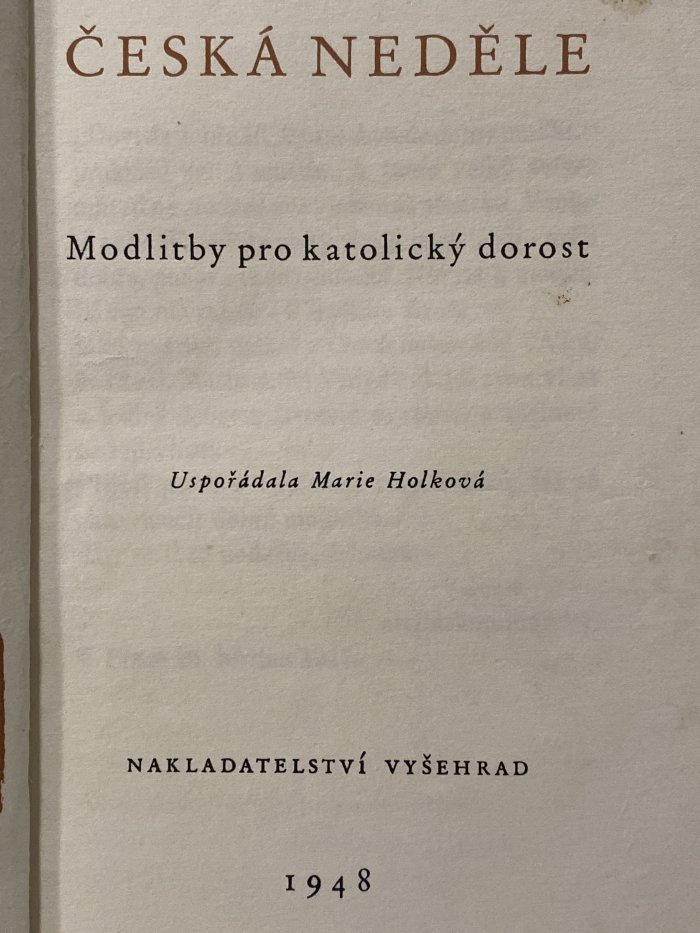 ČESKÁ NEDĚLE
Modlitby pro katolický dorost
Uspořádala Marie Holková
NAKLADATELSTVÍ VYŠEHRAD
1948